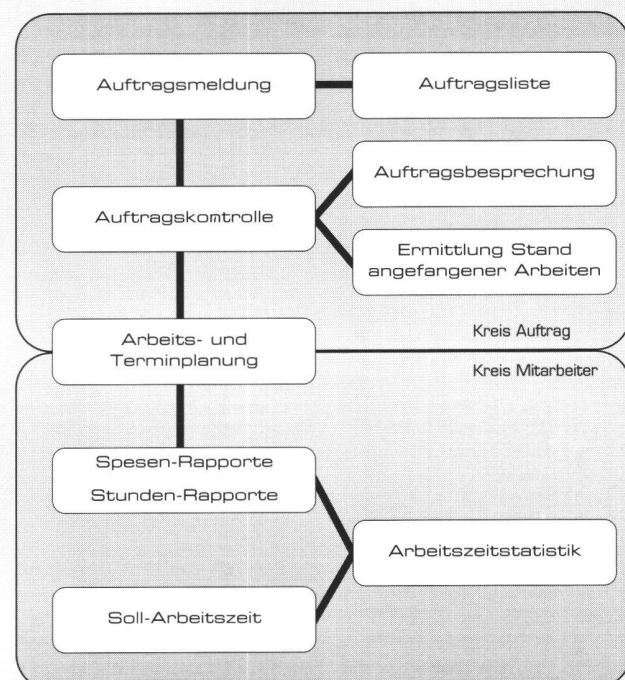 Auftragsmeldung
Auftragsliste
Auftragsbesprechung
Auftragskontrolle
Ermittlung Stand
angefangener Arbeiten
Arbeits- und
Terminplanung
Kreis Auftrag
Kreis Mitarbeiter
Spesen-Rapporte
Stunden-Rapporte
Arbeitszeitstatistik
Soll-Arbeitszeit